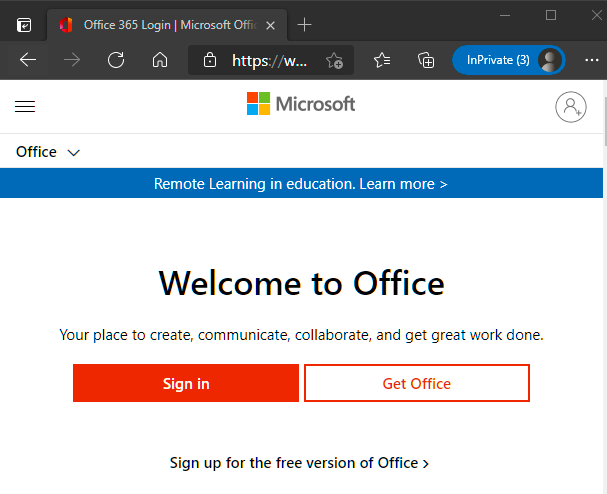 Office 365 Login | Microsoft Offic
https://w...
InPrivate (3)
Microsoft
Office
Remote Learning in education. Learn more >
Welcome to Office
Your place to create, communicate, collaborate, and get great work done.
Sign in
Get Office
Sign up for the free version of Office >